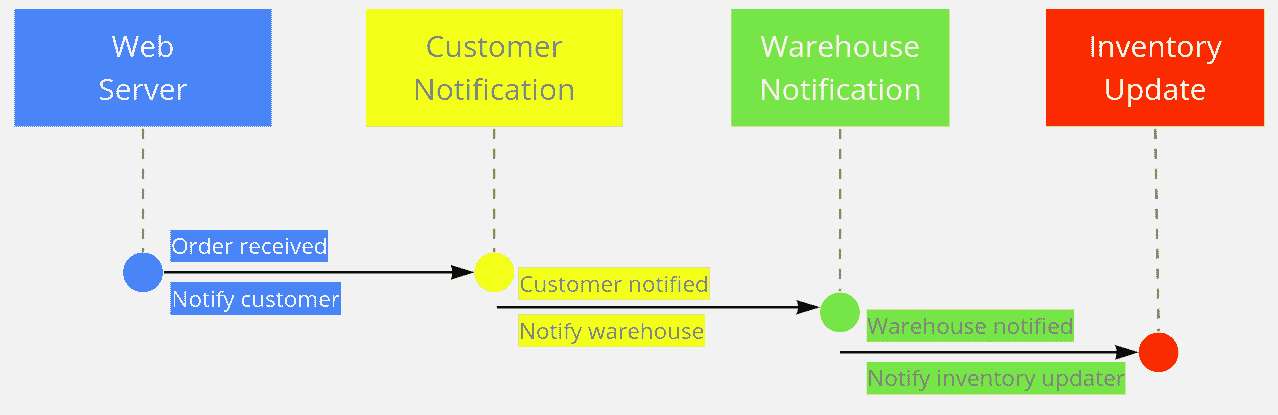 Web
Server
Customer
Notification
Warehouse
Notification
Inventory
Update
Order received
Notify customer
Customer notified
Notify warehouse
Warehouse notified
Notify inventory updater